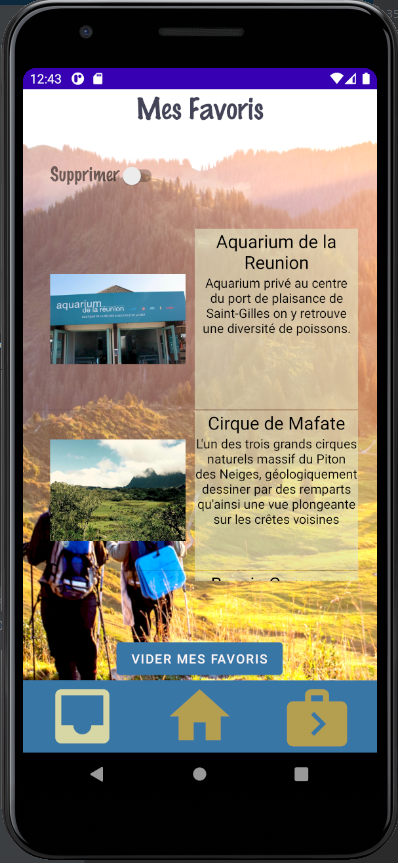 12:43
Mes Favoris
Supprimer
Aquarium de la
Reunion
Aquarium privé au centre
du port de plaisance de
Saint-Gilles on y retrouve
une diversité de poissons.
aquarium
de la réunion
Cirque de Mafate
L'un des trois grands cirques
naturels massif du Piton
des Neiges, géologiquement
dessiner par des remparts
qu'ainsi une vue plongeante
sur les crêtes voisines
VIDER MES FAVORIS